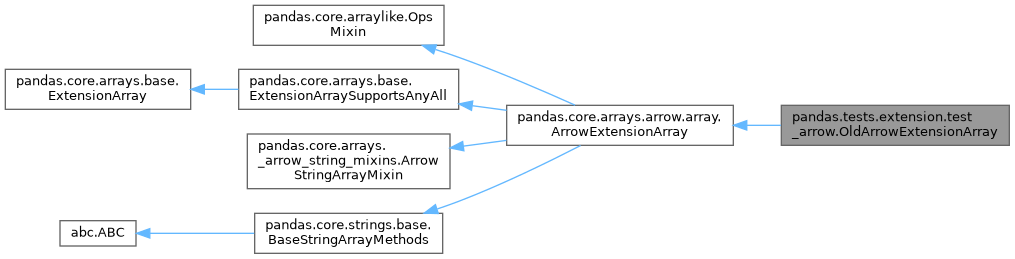 pandas.core.arraylike.Ops
Mixin
pandas.core.arrays.base.
ExtensionArray
pandas.core.arrays.base.
ExtensionArraySupportsAnyAll
pandas.core.arrays.arrow.array.
ArrowExtensionArray
pandas.tests.extension.test
_arrow.OldArrowExtensionArray
pandas.core.arrays.
_arrow_string_mixins.Arrow
StringArrayMixin
abc.ABC
pandas.core.strings.base.
BaseStringArrayMethods